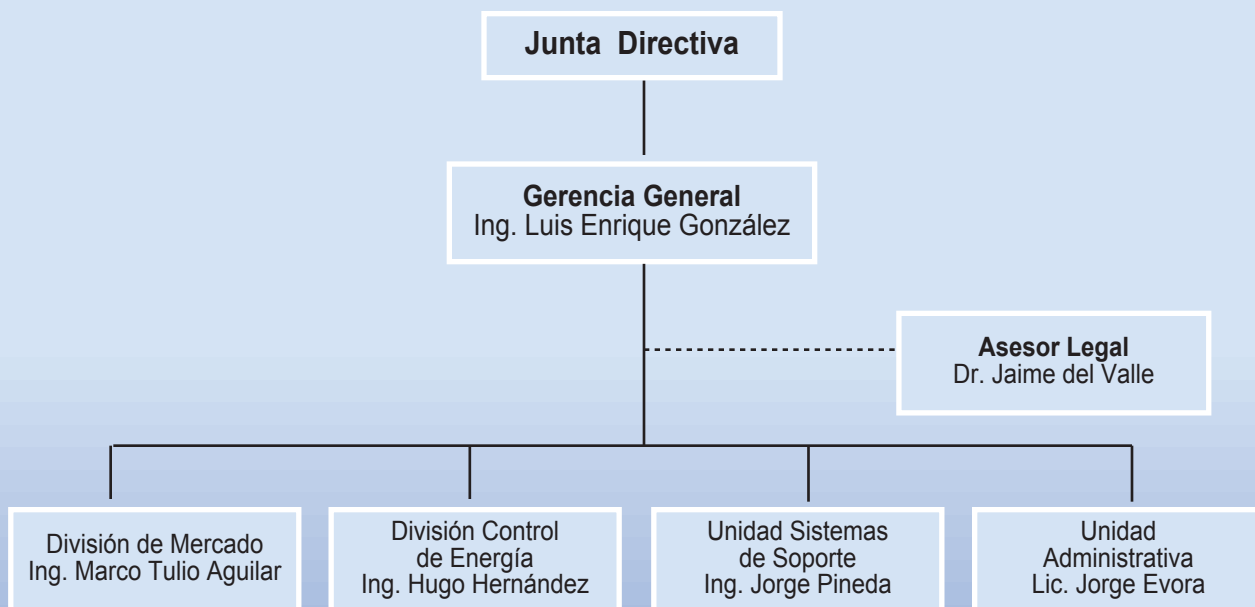 Junta Directiva
Gerencia General
Ing. Luis Enrique González
Asesor Legal
Dr. Jaime del Valle
División de Mercado
Ing. Marco Tulio Aguilar
División Control
de Energía
Ing. Hugo Hernández
Unidad Sistemas
de Soporte
Ing. Jorge Pineda
Unidad
Administrativa
Lic. Jorge Evora